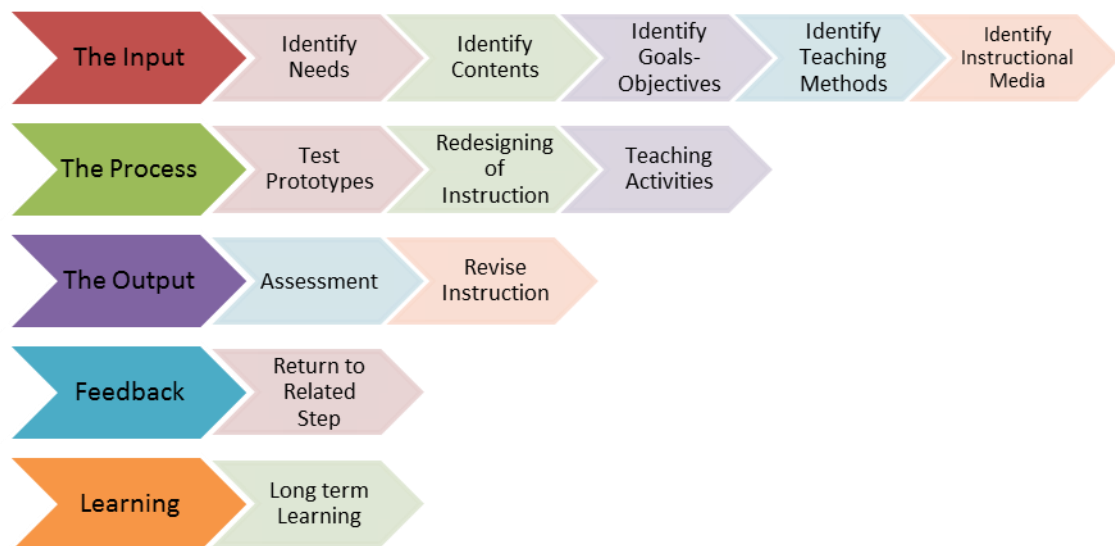 The Input
Identify
Needs
Identify
Contents
Identify
Goals-
Objectives
Identify
Teaching
Methods
Identify
Instructional
Media
The Process
Test
Prototypes
Redesigning
of
Instruction
Teaching
Activities
The Output
Assessment
Revise
Instruction
Feedback
Return to
Related
Step
Learning
Long term
Learning